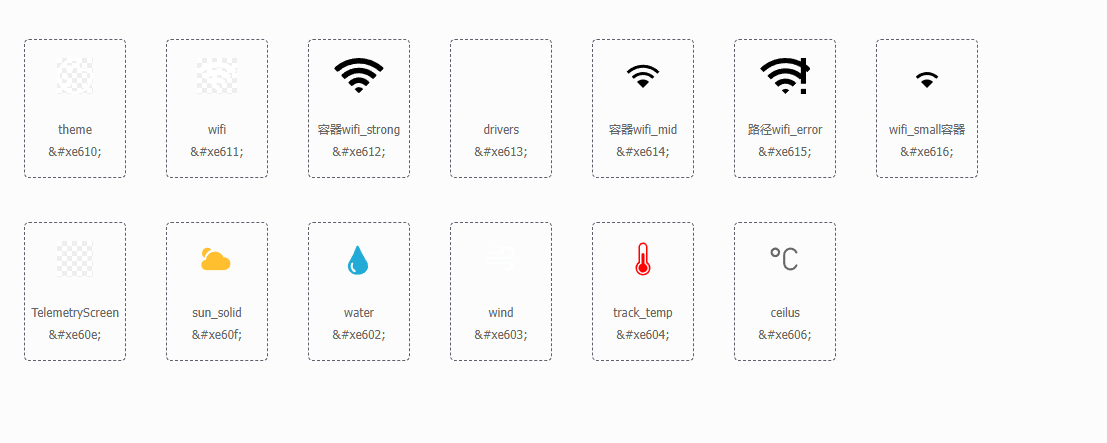 theme
&#xe610;
wifi
&#xe611;
容器wifi_strong
&#xe612;
drivers
&#xe613;
容器wifi_mid
&#xe614;
路径wifi_error
&#xe615;
wifi_small容器
&#xe616;
TelemetryScreen
&#xe60e;
sun_solid
&#xe60f;
water
&#xe602;
wind
&#xe603;
track_temp
&#xe604;
°C
ceilus
&#xe606;